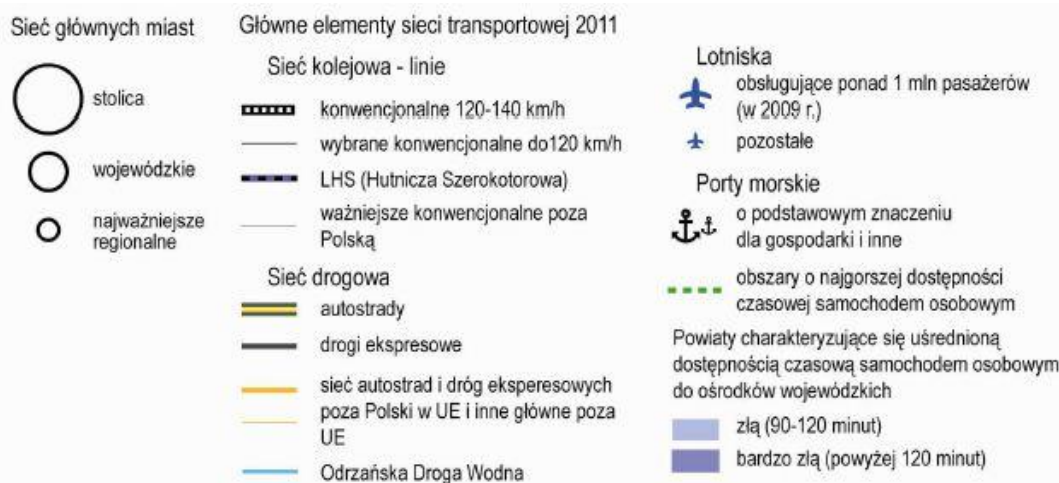 Sieć głównych miast
stolica
wojewódzkie
najważniejsze
regionalne
Główne elementy sieci transportowej 2011
Sieć kolejowa - linie
konwencjonalne 120-140 km/h
wybrane konwencjonalne do120 km/h
LHS (Hutnicza Szerokotorowa)
ważniejsze konwencjonalne poza
Polską
Sieć drogowa
autostrady
drogi ekspresowe
sieć autostrad i dróg eksperesowych
poza Polski w UE i inne główne poza
UE
Odrzańska Droga Wodna
Lotniska
obsługujące ponad 1 mln pasażerów
(w 2009 r.)
pozostałe
Porty morskie
o podstawowym znaczeniu
dla gospodarki i inne
obszary o najgorszej dostępności
czasowej samochodem osobowym
Powiaty charakteryzujące się uśrednioną
dostępnością czasową samochodem osobowym
do ośrodków wojewódzkich
złą (90-120 minut)
bardzo złą (powyżej 120 minut)